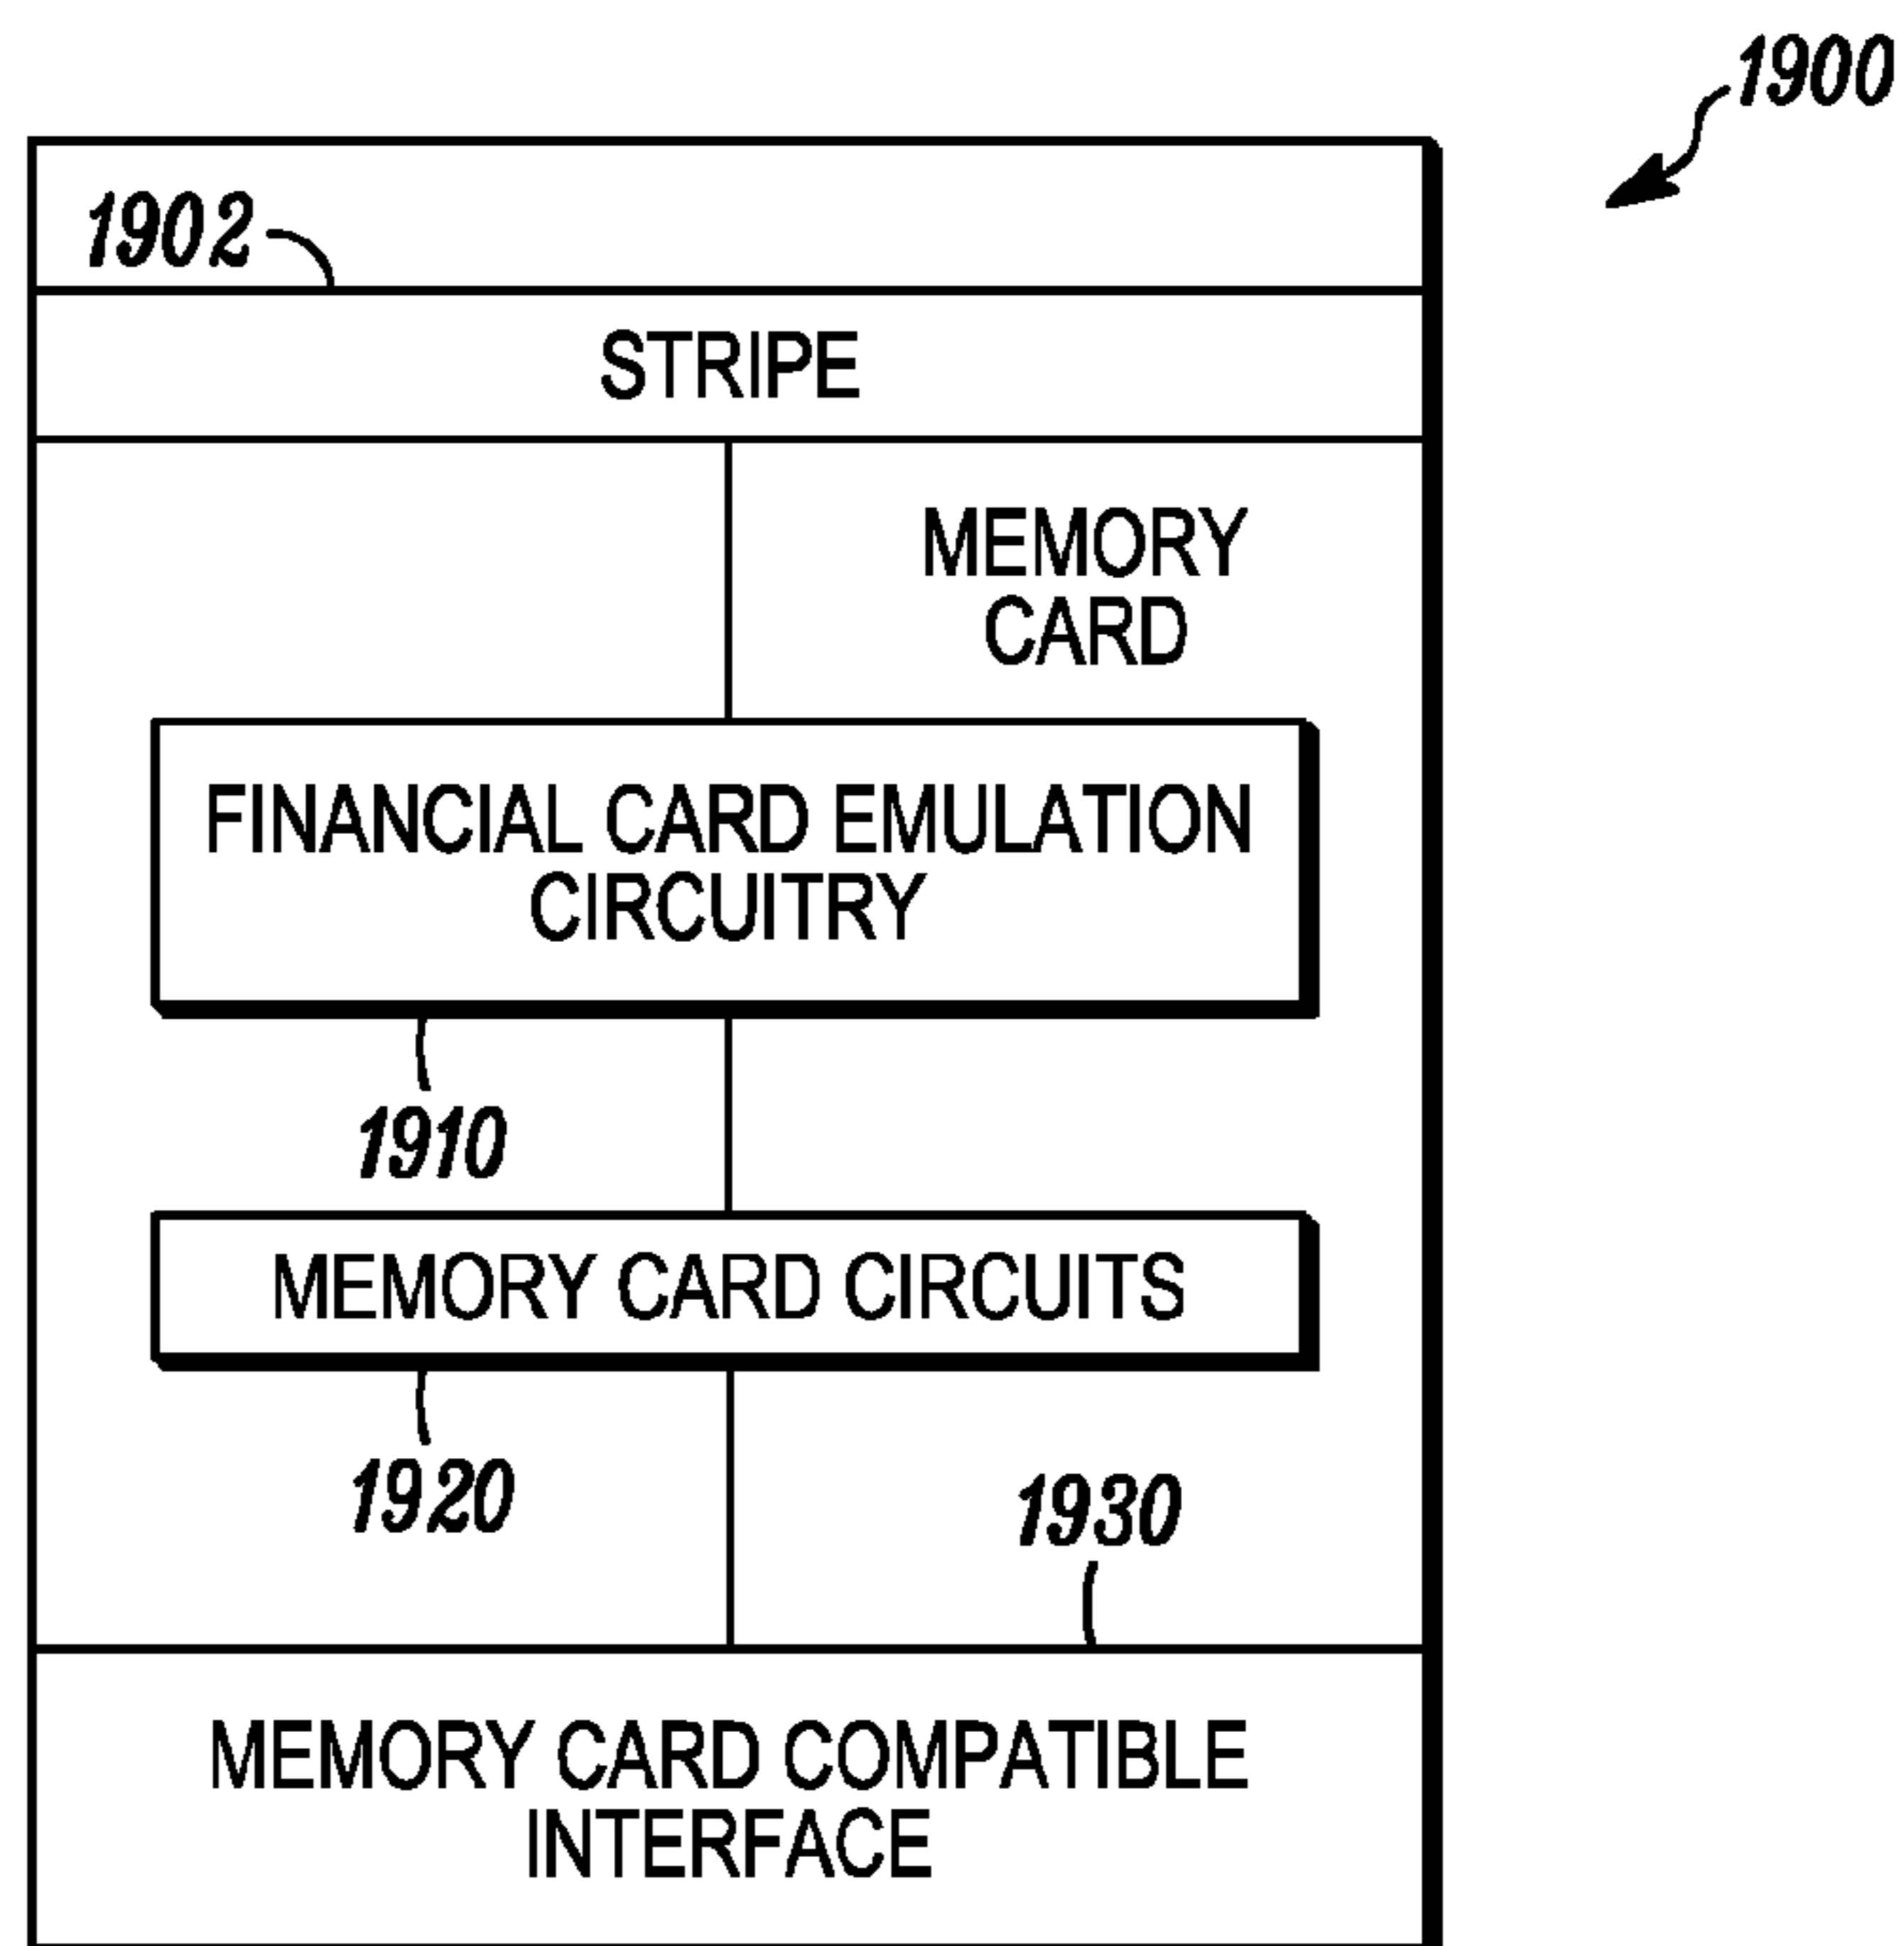 1900
1902
STRIPE
MEMORY
CARD
FINANCIAL CARD EMULATION
CIRCUITRY
1910
MEMORY CARD CIRCUITS
1920
1930
MEMORY CARD COMPATIBLE
INTERFACE